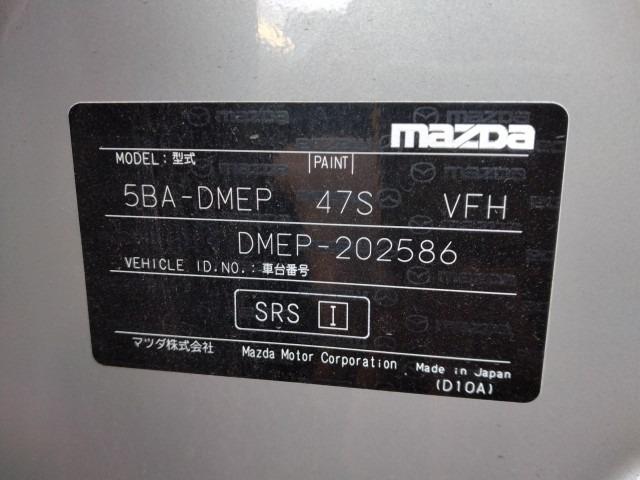 mazda
MODEL:型式 |PAINT|
5BA-DMEP 47S VFH
DMEP-202586
VEHICLE ID.NO.:車台番号
SRS I
マツダ株式会社 Mazda Motor Corporation Made in Japan
(D10A)